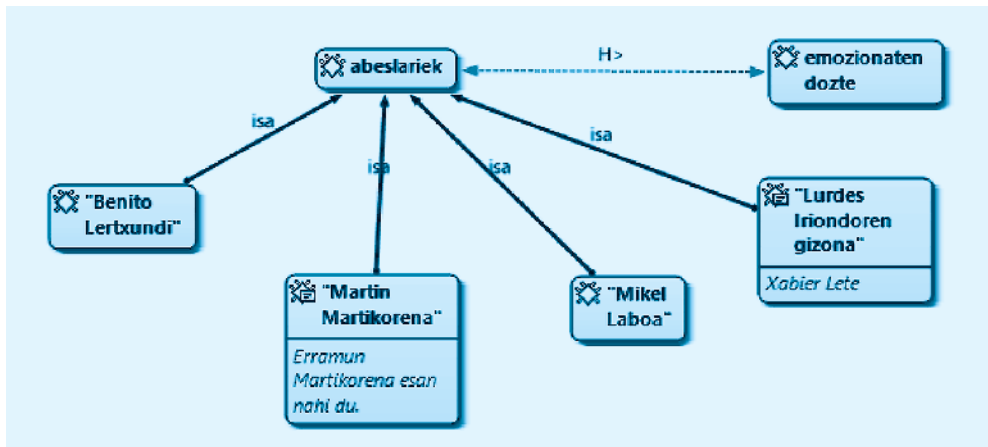 abeslariek
H>
emozionaten
dozte
isa
isa
isa
isa
"Benito
Lertxundi"
"Martin
Martikorena"
Erramun
Martikorena esan
nahi du.
"Mikel
Laboa"
"Lurdes
Iriondoren
gizona"
Xabier Lete